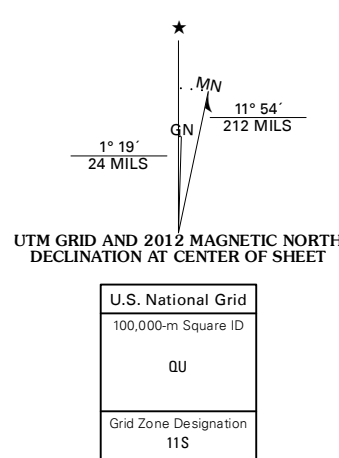 ★
MN
11° 54´
212 MILS
GN
1° 19´
24 MILS
UTM GRID AND 2012 MAGNETIC NORTH
DECLINATION AT CENTER OF SHEET
U.S. National Grid
100,000-m Square ID
QU
Grid Zone Designation
11S